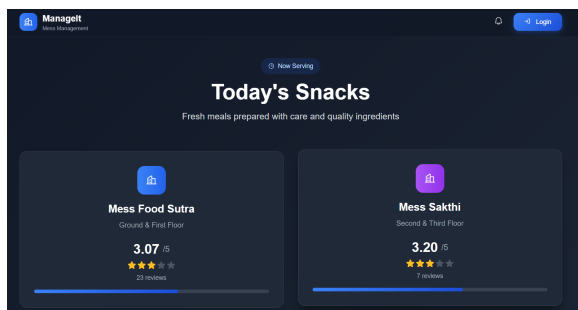 ManageIt
Mess Management
Login
Now Serving
Today's Snacks
Fresh meals prepared with care and quality ingredients
Mess Food Sutra
Ground & First Floor
3.07 /5
23 reviews
Mess Sakthi
Second & Third Floor
3.20 /5
7 reviews